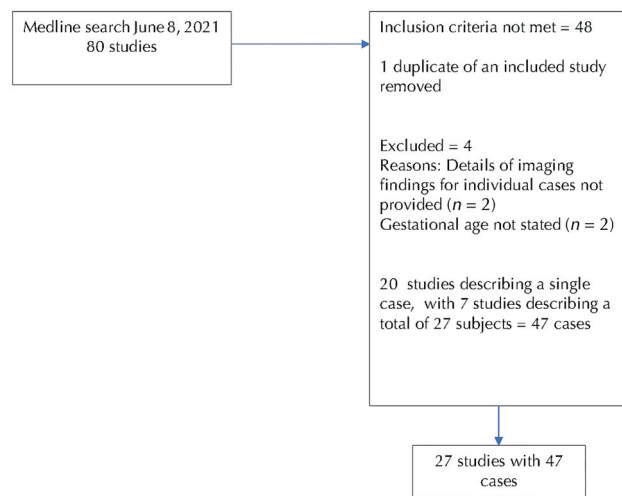 Medline search June 8, 2021
80 studies
Inclusion criteria not met = 48
1 duplicate of an included study
removed
Excluded = 4
Reasons: Details of imaging
findings for individual cases not
provided (n = 2)
Gestational age not stated (n = 2)
20 studies describing a single
case, with 7 studies describing a
total of 27 subjects = 47 cases
27 studies with 47
cases